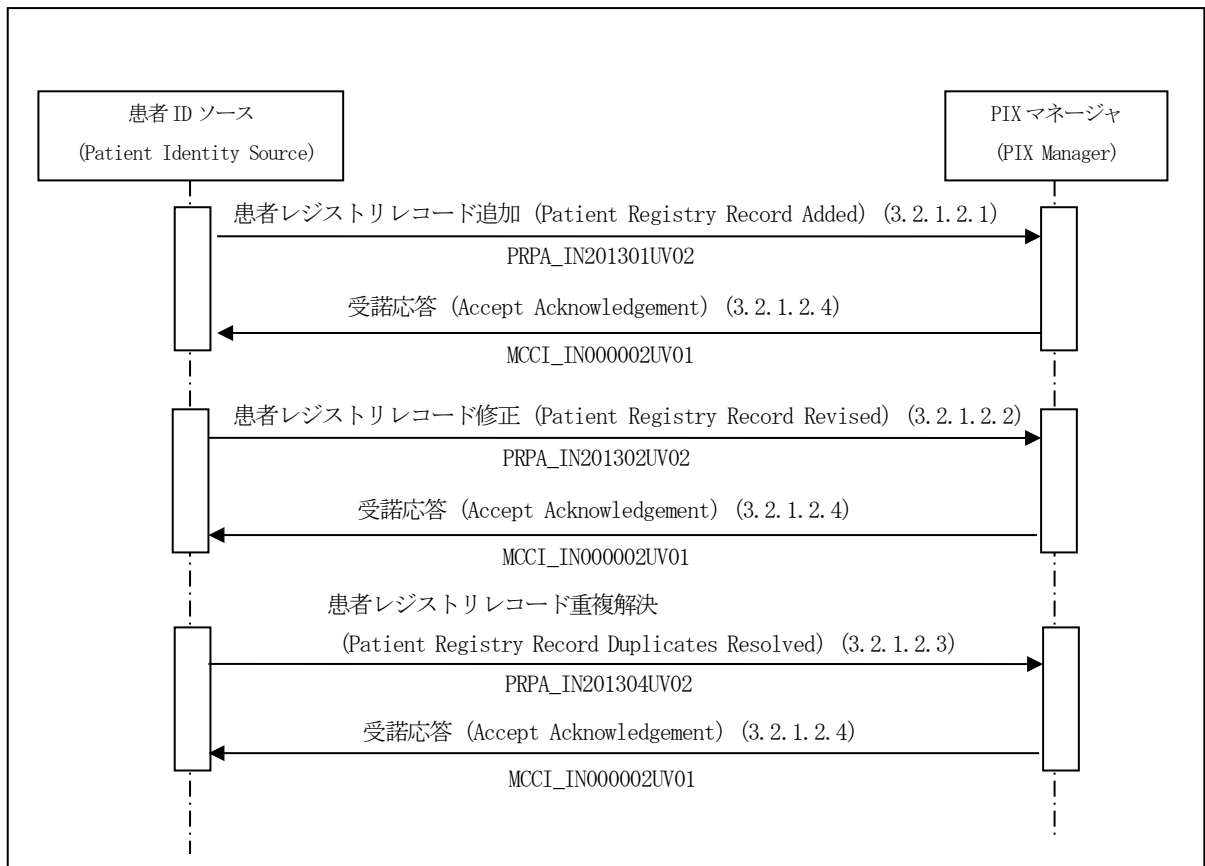 患者 ID ソース
(Patient Identity Source)
PIX マネージャ
(PIX Manager)
患者レジストリレコード追加 (Patient Registry Record Added) (3.2.1.2.1)
PRPA_IN201301UV02
受諾応答 (Accept Acknowledgement) (3.2.1.2.4)
MCCI_IN000002UV01
患者レジストリレコード修正 (Patient Registry Record Revised) (3.2.1.2.2)
PRPA_IN201302UV02
受諾応答 (Accept Acknowledgement) (3.2.1.2.4)
MCCI_IN000002UV01
患者レジストリレコード重複解決
(Patient Registry Record Duplicates Resolved) (3.2.1.2.3)
PRPA_IN201304UV02
受諾応答 (Accept Acknowledgement) (3.2.1.2.4)
MCCI_IN000002UV01